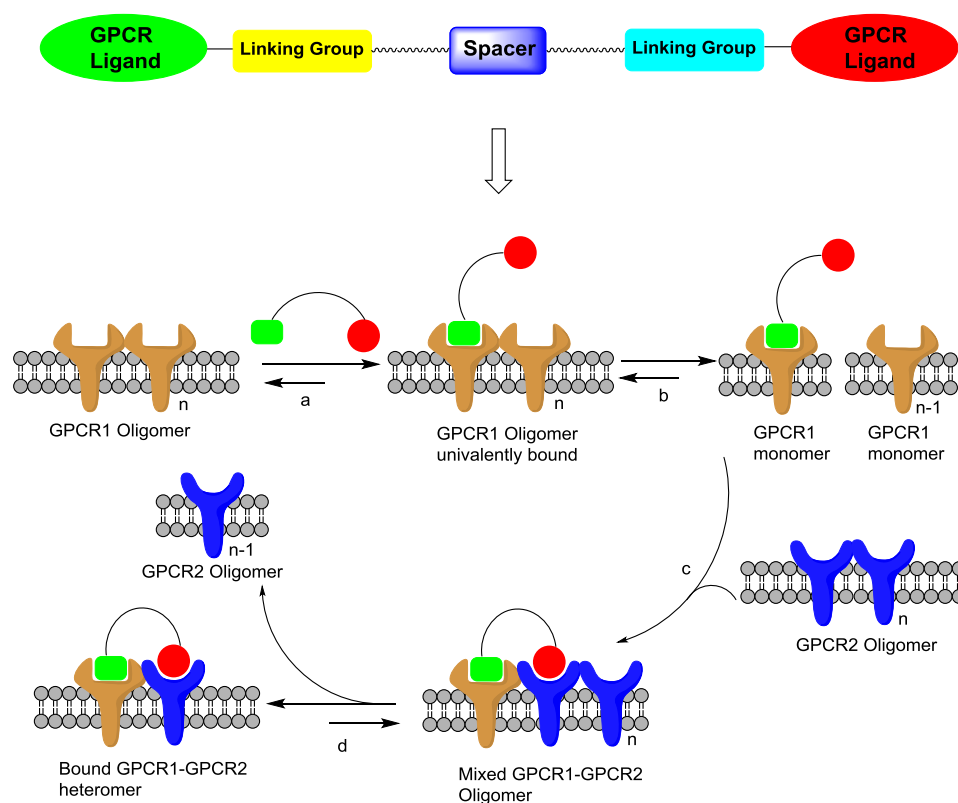 GPCR
Ligand
Linking Group
Spacer
Linking Group
GPCR
Ligand
n
GPCR1 Oligomer
a
n
GPCR1 Oligomer
univalently bound
b
GPCR1
monomer
n-1
GPCR1
monomer
n-1
GPCR2 Oligomer
c
n
GPCR2 Oligomer
Bound GPCR1-GPCR2
heteromer
d
n
Mixed GPCR1-GPCR2
Oligomer